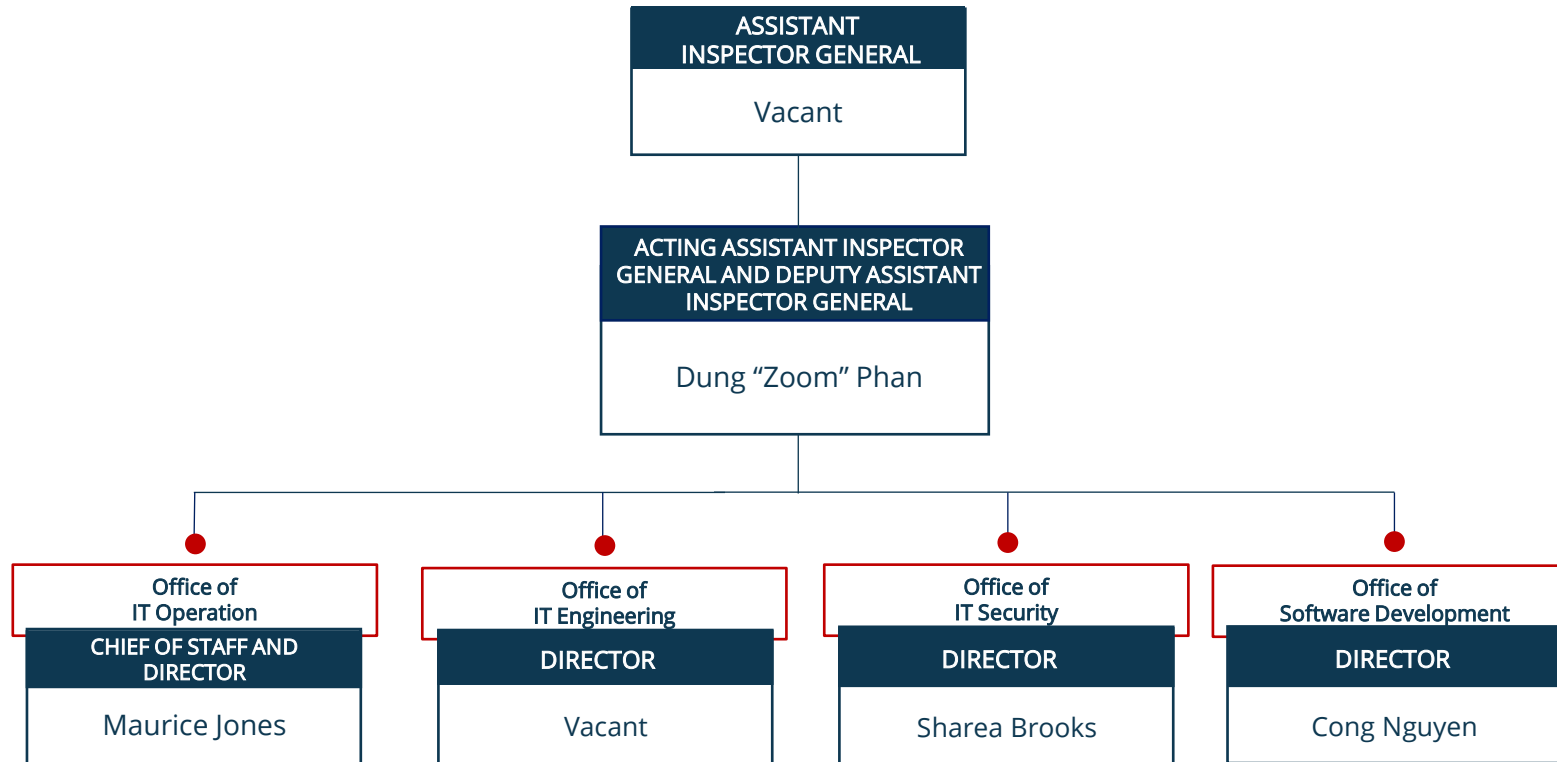 ASSISTANT
INSPECTOR GENERAL
Vacant
ACTING ASSISTANT INSPECTOR
GENERAL AND DEPUTY ASSISTANT
INSPECTOR GENERAL
Dung “Zoom” Phan
Office of
IT Operation
CHIEF OF STAFF AND
DIRECTOR
Maurice Jones
Office of
IT Engineering
DIRECTOR
Vacant
Office of
IT Security
DIRECTOR
Sharea Brooks
Office of
Software Development
DIRECTOR
Cong Nguyen